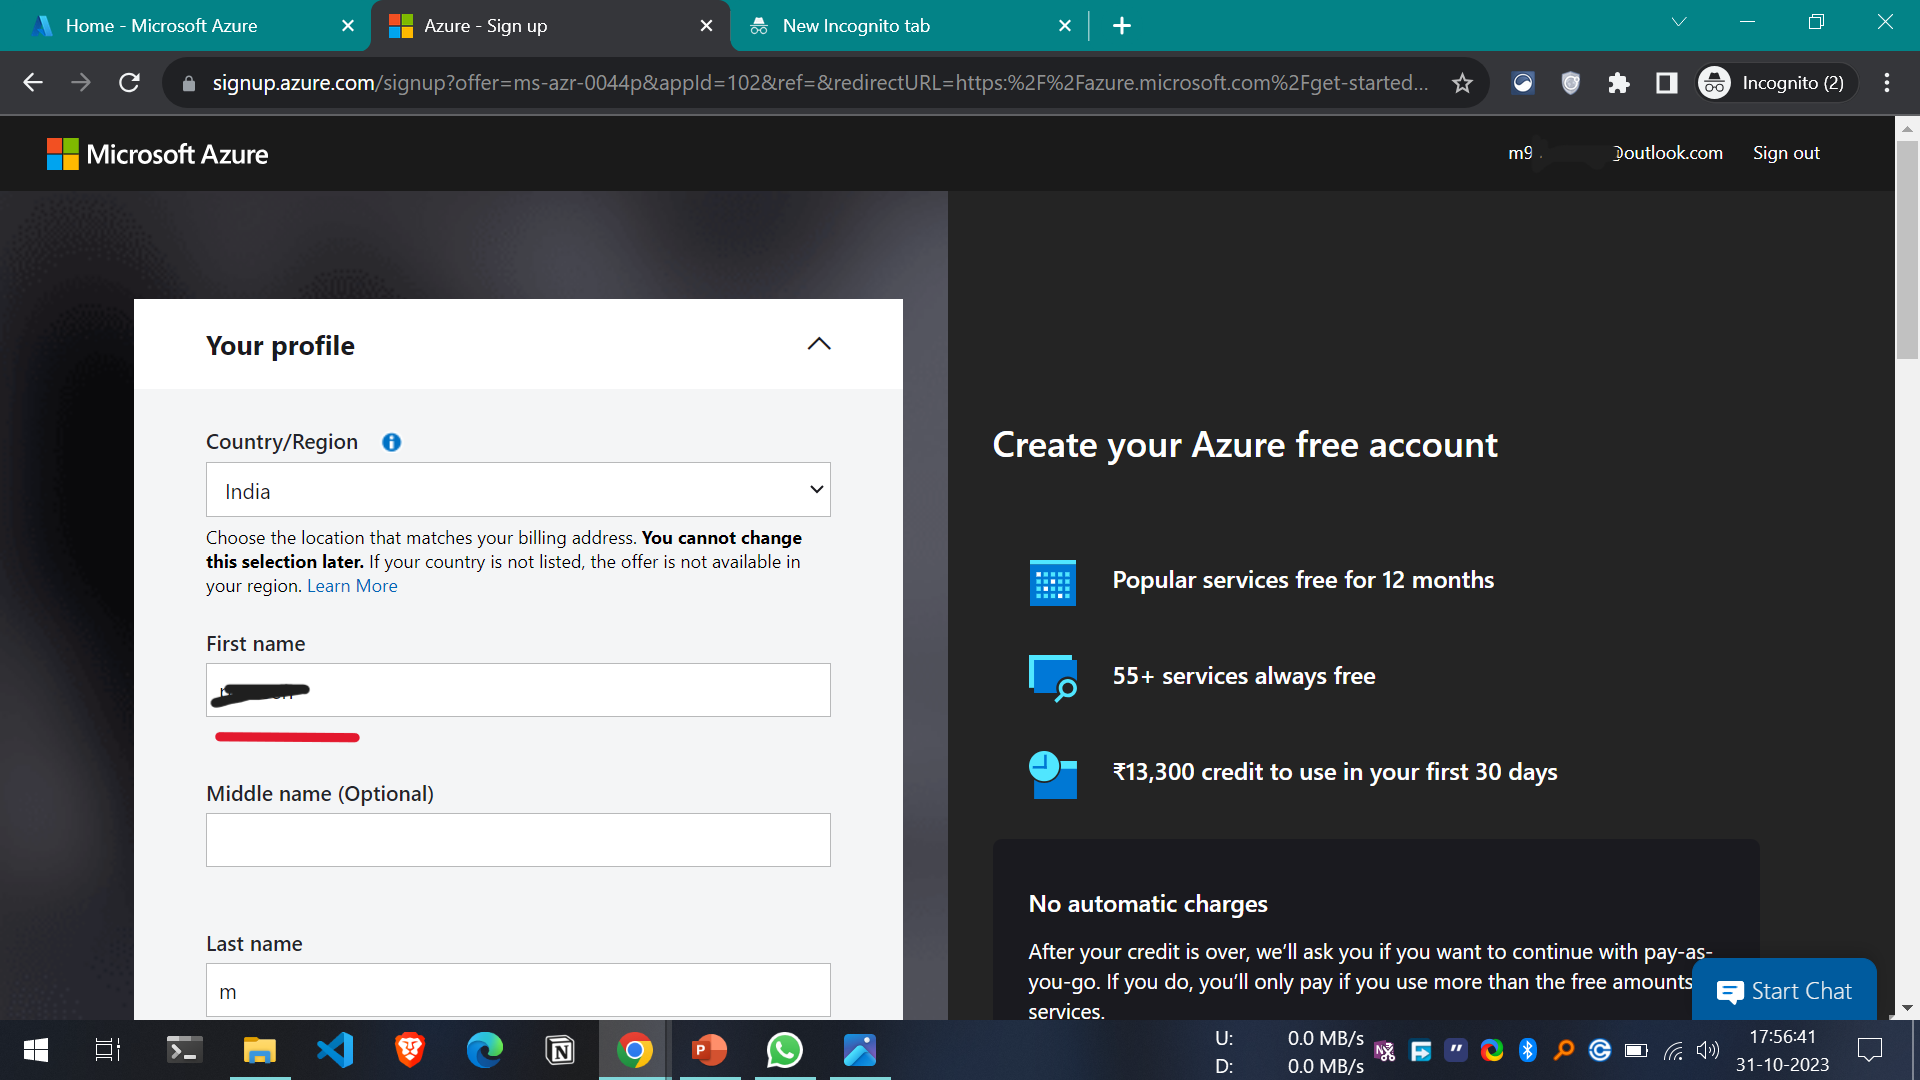 Home - Microsoft Azure
Azure - Sign up
New Incognito tab
signup.azure.com/signup?offer=ms-azr-0044p&appId=102&ref=&redirectURL=https:%2F%2Fazure.microsoft.com%2Fget-started...
Incognito (2)
Microsoft Azure
m9
@outlook.com
Sign out
Your profile
Country/Region
India
Choose the location that matches your billing address. You cannot change
this selection later. If your country is not listed, the offer is not available in
your region. Learn More
First name
Middle name (Optional)
Last name
m
Create your Azure free account
Popular services free for 12 months
55+ services always free
₹13,300 credit to use in your first 30 days
No automatic charges
After your credit is over, we’ll ask you if you want to continue with pay-as-
you-go. If you do, you’ll only pay if you use more than the free amounts
services.
Start Chat
U: 0.0 MB/s
D: 0.0 MB/s
17:56:41
31-10-2023